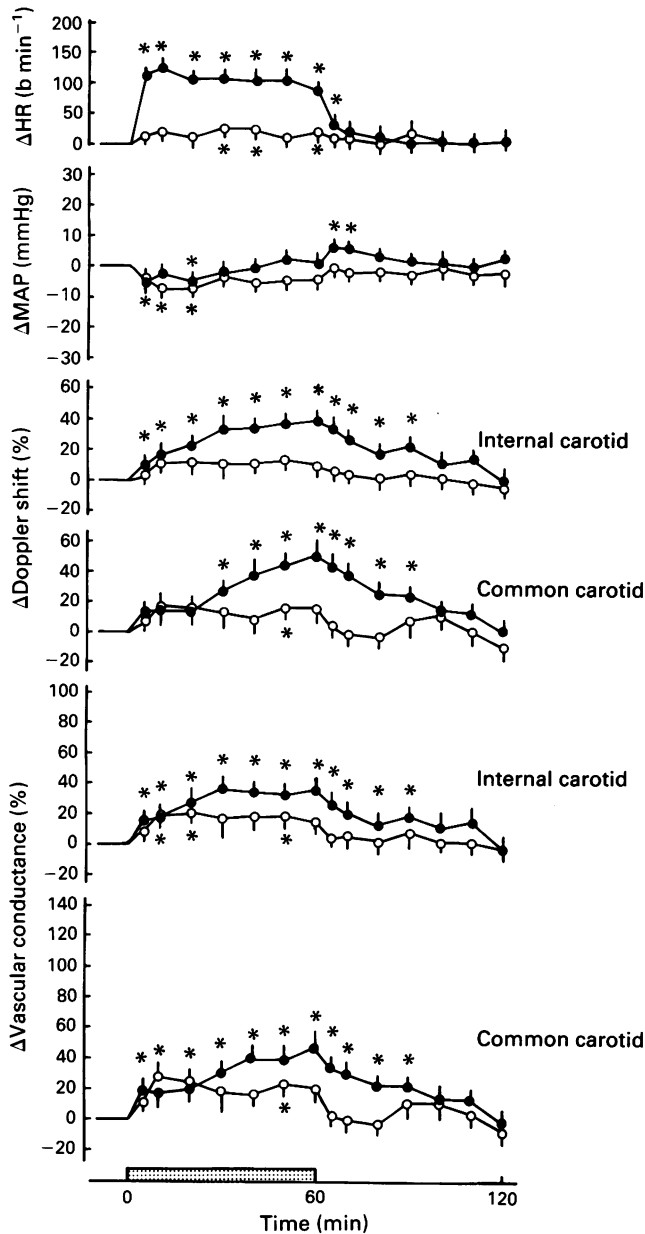 200
150
100
50
0
ΔHR (b min⁻¹)
* * * * * * * *
* * *
30
20
10
0
−10
−20
−30
ΔMAP (mmHg)
* * *
* * *
60
40
20
0
−20
Internal carotid
* * * * * * * * * * *
ΔDoppler shift (%)
60
40
20
0
−20
Common carotid
* * * * * * * *
*
100
80
60
40
20
0
−20
Internal carotid
* * * * * * * * * * *
* * *
ΔVascular conductance (%)
140
120
100
80
60
40
20
0
−20
Common carotid
* * * * * * * * * * *
*
0 60 120
Time (min)